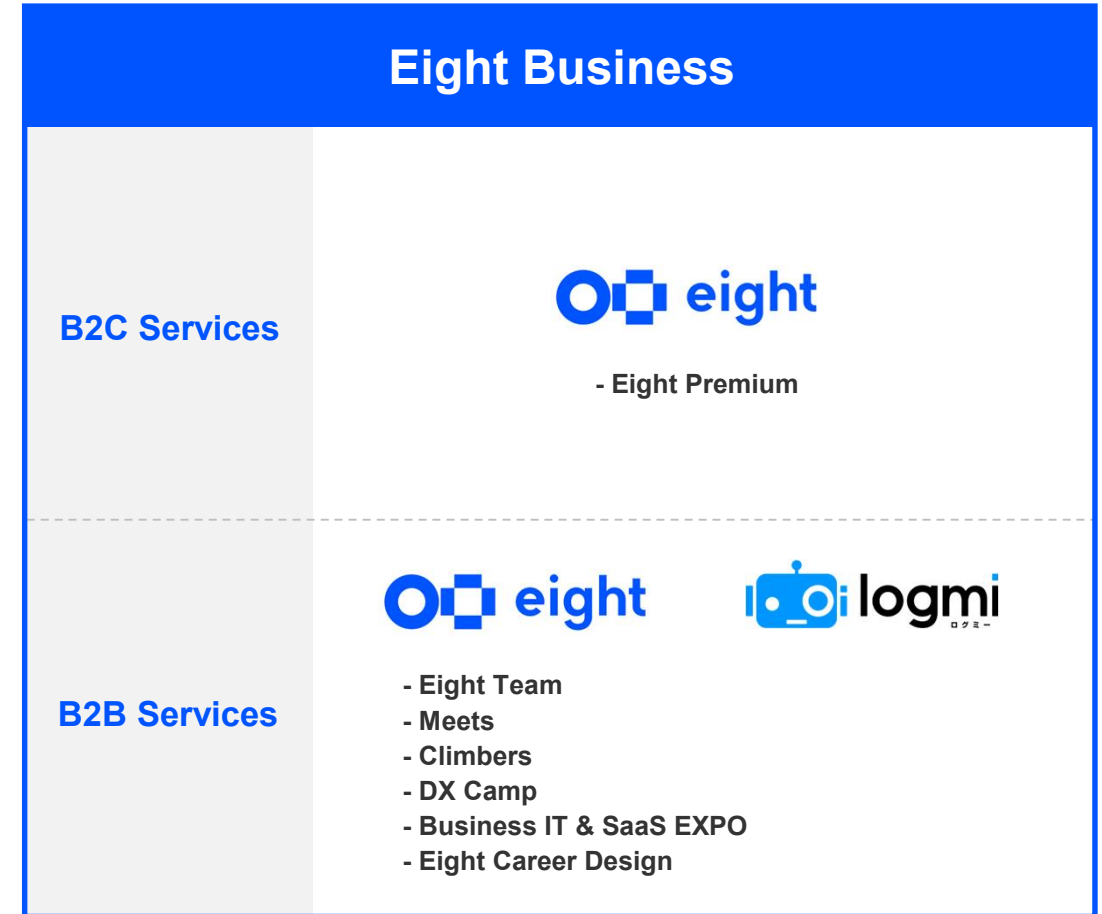 Eight Business
B2C Services
eight
- Eight Premium
B2B Services
eight
logmi
ログミー
- Eight Team
- Meets
- Climbers
- DX Camp
- Business IT & SaaS EXPO
- Eight Career Design